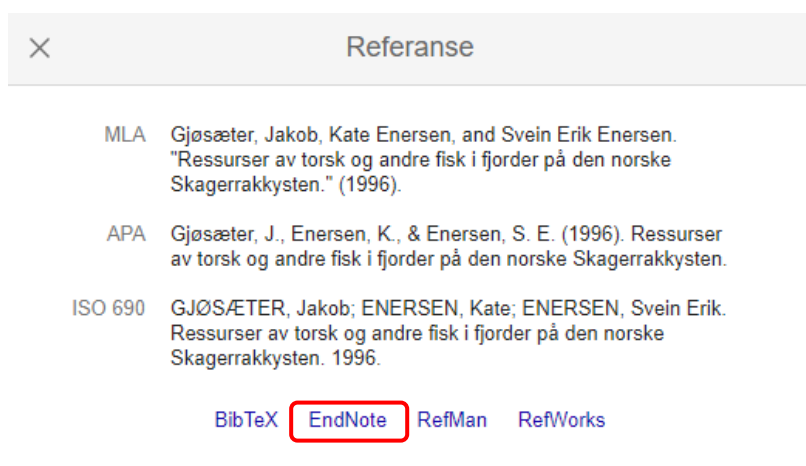 Referanse
MLA Gjøsæter, Jakob, Kate Enersen, and Svein Erik Enersen.
"Ressurser av torsk og andre fisk i fjorder på den norske
Skagerrakkysten." (1996).
APA Gjøsæter, J., Enersen, K., & Enersen, S. E. (1996). Ressurser
av torsk og andre fisk i fjorder på den norske Skagerrakkysten.
ISO 690 GJØSÆTER, Jakob; ENERSEN, Kate; ENERSEN, Svein Erik.
Ressurser av torsk og andre fisk i fjorder på den norske
Skagerrakkysten. 1996.
BibTeX EndNote RefMan RefWorks